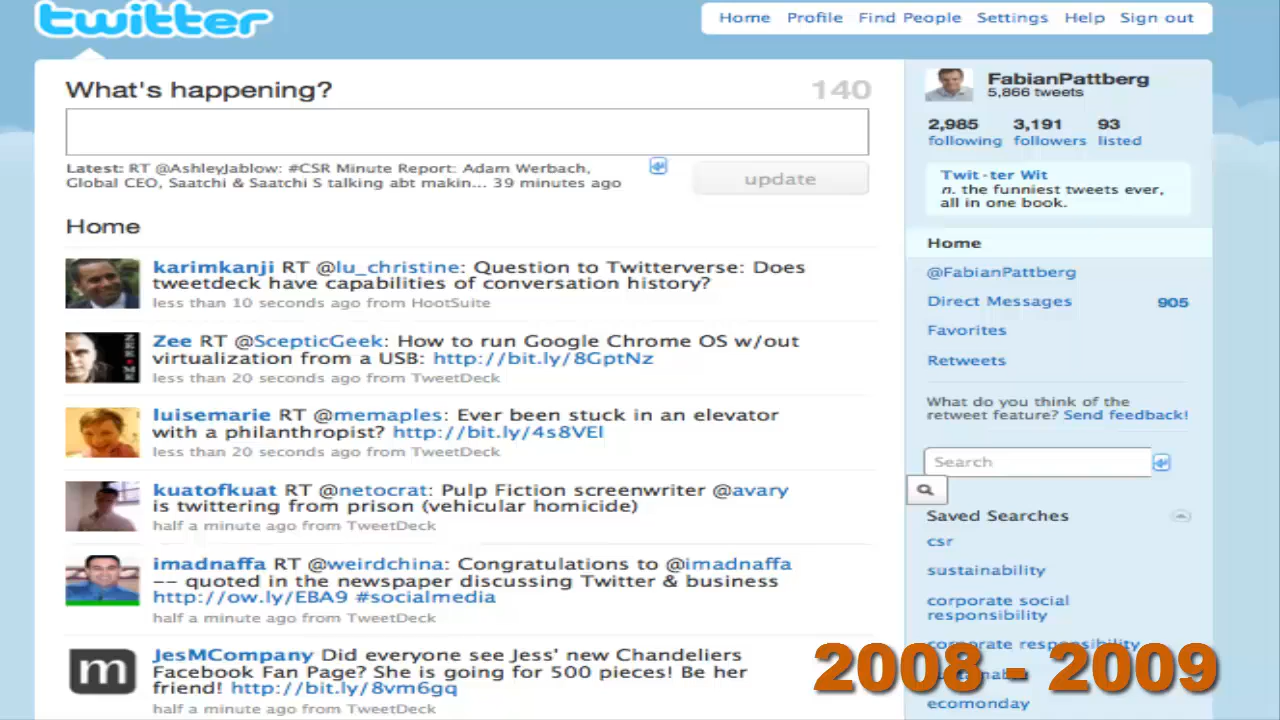 twitter
Home Profile Find People Settings Help Sign out
What's happening?
140
Latest: RT @AshleyJablow: #CSR Minute Report: Adam Werbach,
Global CEO, Saatchi & Saatchi S talking abt makin... 39 minutes ago
update
Home
karimkanji RT @lu_christine: Question to Twitterverse: Does
tweetdeck have capabilities of conversation history?
less than 10 seconds ago from HootSuite
Zee RT @ScepticGeek: How to run Google Chrome OS w/out
virtualization from a USB: http://bit.ly/8GptNz
less than 20 seconds ago from TweetDeck
luisemarie RT @memaples: Ever been stuck in an elevator
with a philanthropist? http://bit.ly/4s8VEl
less than 20 seconds ago from TweetDeck
kuatofkuat RT @netocrat: Pulp Fiction screenwriter @avary
is twittering from prison (vehicular homicide)
half a minute ago from TweetDeck
imadnaffa RT @weirdchina: Congratulations to @imadnaffa
-- quoted in the newspaper discussing Twitter & business
http://ow.ly/EBA9 #socialmedia
half a minute ago from TweetDeck
m
JesMCompany Did everyone see Jess' new Chandeliers
Facebook Fan Page? She is going for 500 pieces! Be her
friend! http://bit.ly/8vm6gq
half a minute ago from TweetDeck
FabianPattberg
5,866 tweets
2,985 3,191 93
following followers listed
Twit·ter Wit
n. the funniest tweets ever,
all in one book.
Home
@FabianPattberg
Direct Messages 905
Favorites
Retweets
What do you think of the
retweet feature? Send feedback!
Search
Saved Searches
csr
sustainability
corporate social
responsibility
corporate responsibility
ecomonday
2008 - 2009